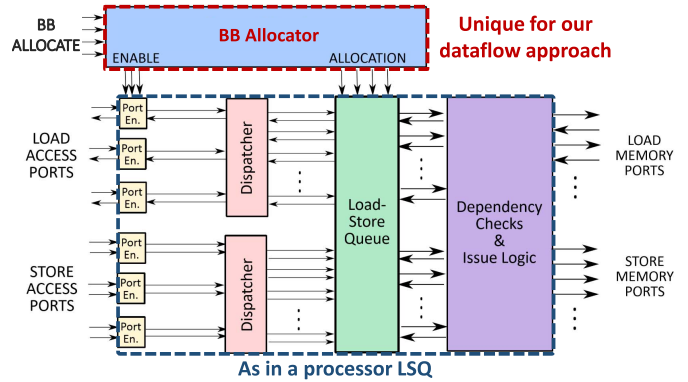 BB
ALLOCATE
BB Allocator
ENABLE
ALLOCATION
Unique for our
dataflow approach
LOAD
ACCESS
PORTS
Port
En.
Port
En.
Port
En.
Dispatcher
Load-
Store
Queue
Dependency
Checks
&
Issue Logic
LOAD
MEMORY
PORTS
STORE
ACCESS
PORTS
Port
En.
Port
En.
Port
En.
Dispatcher
STORE
MEMORY
PORTS
As in a processor LSQ